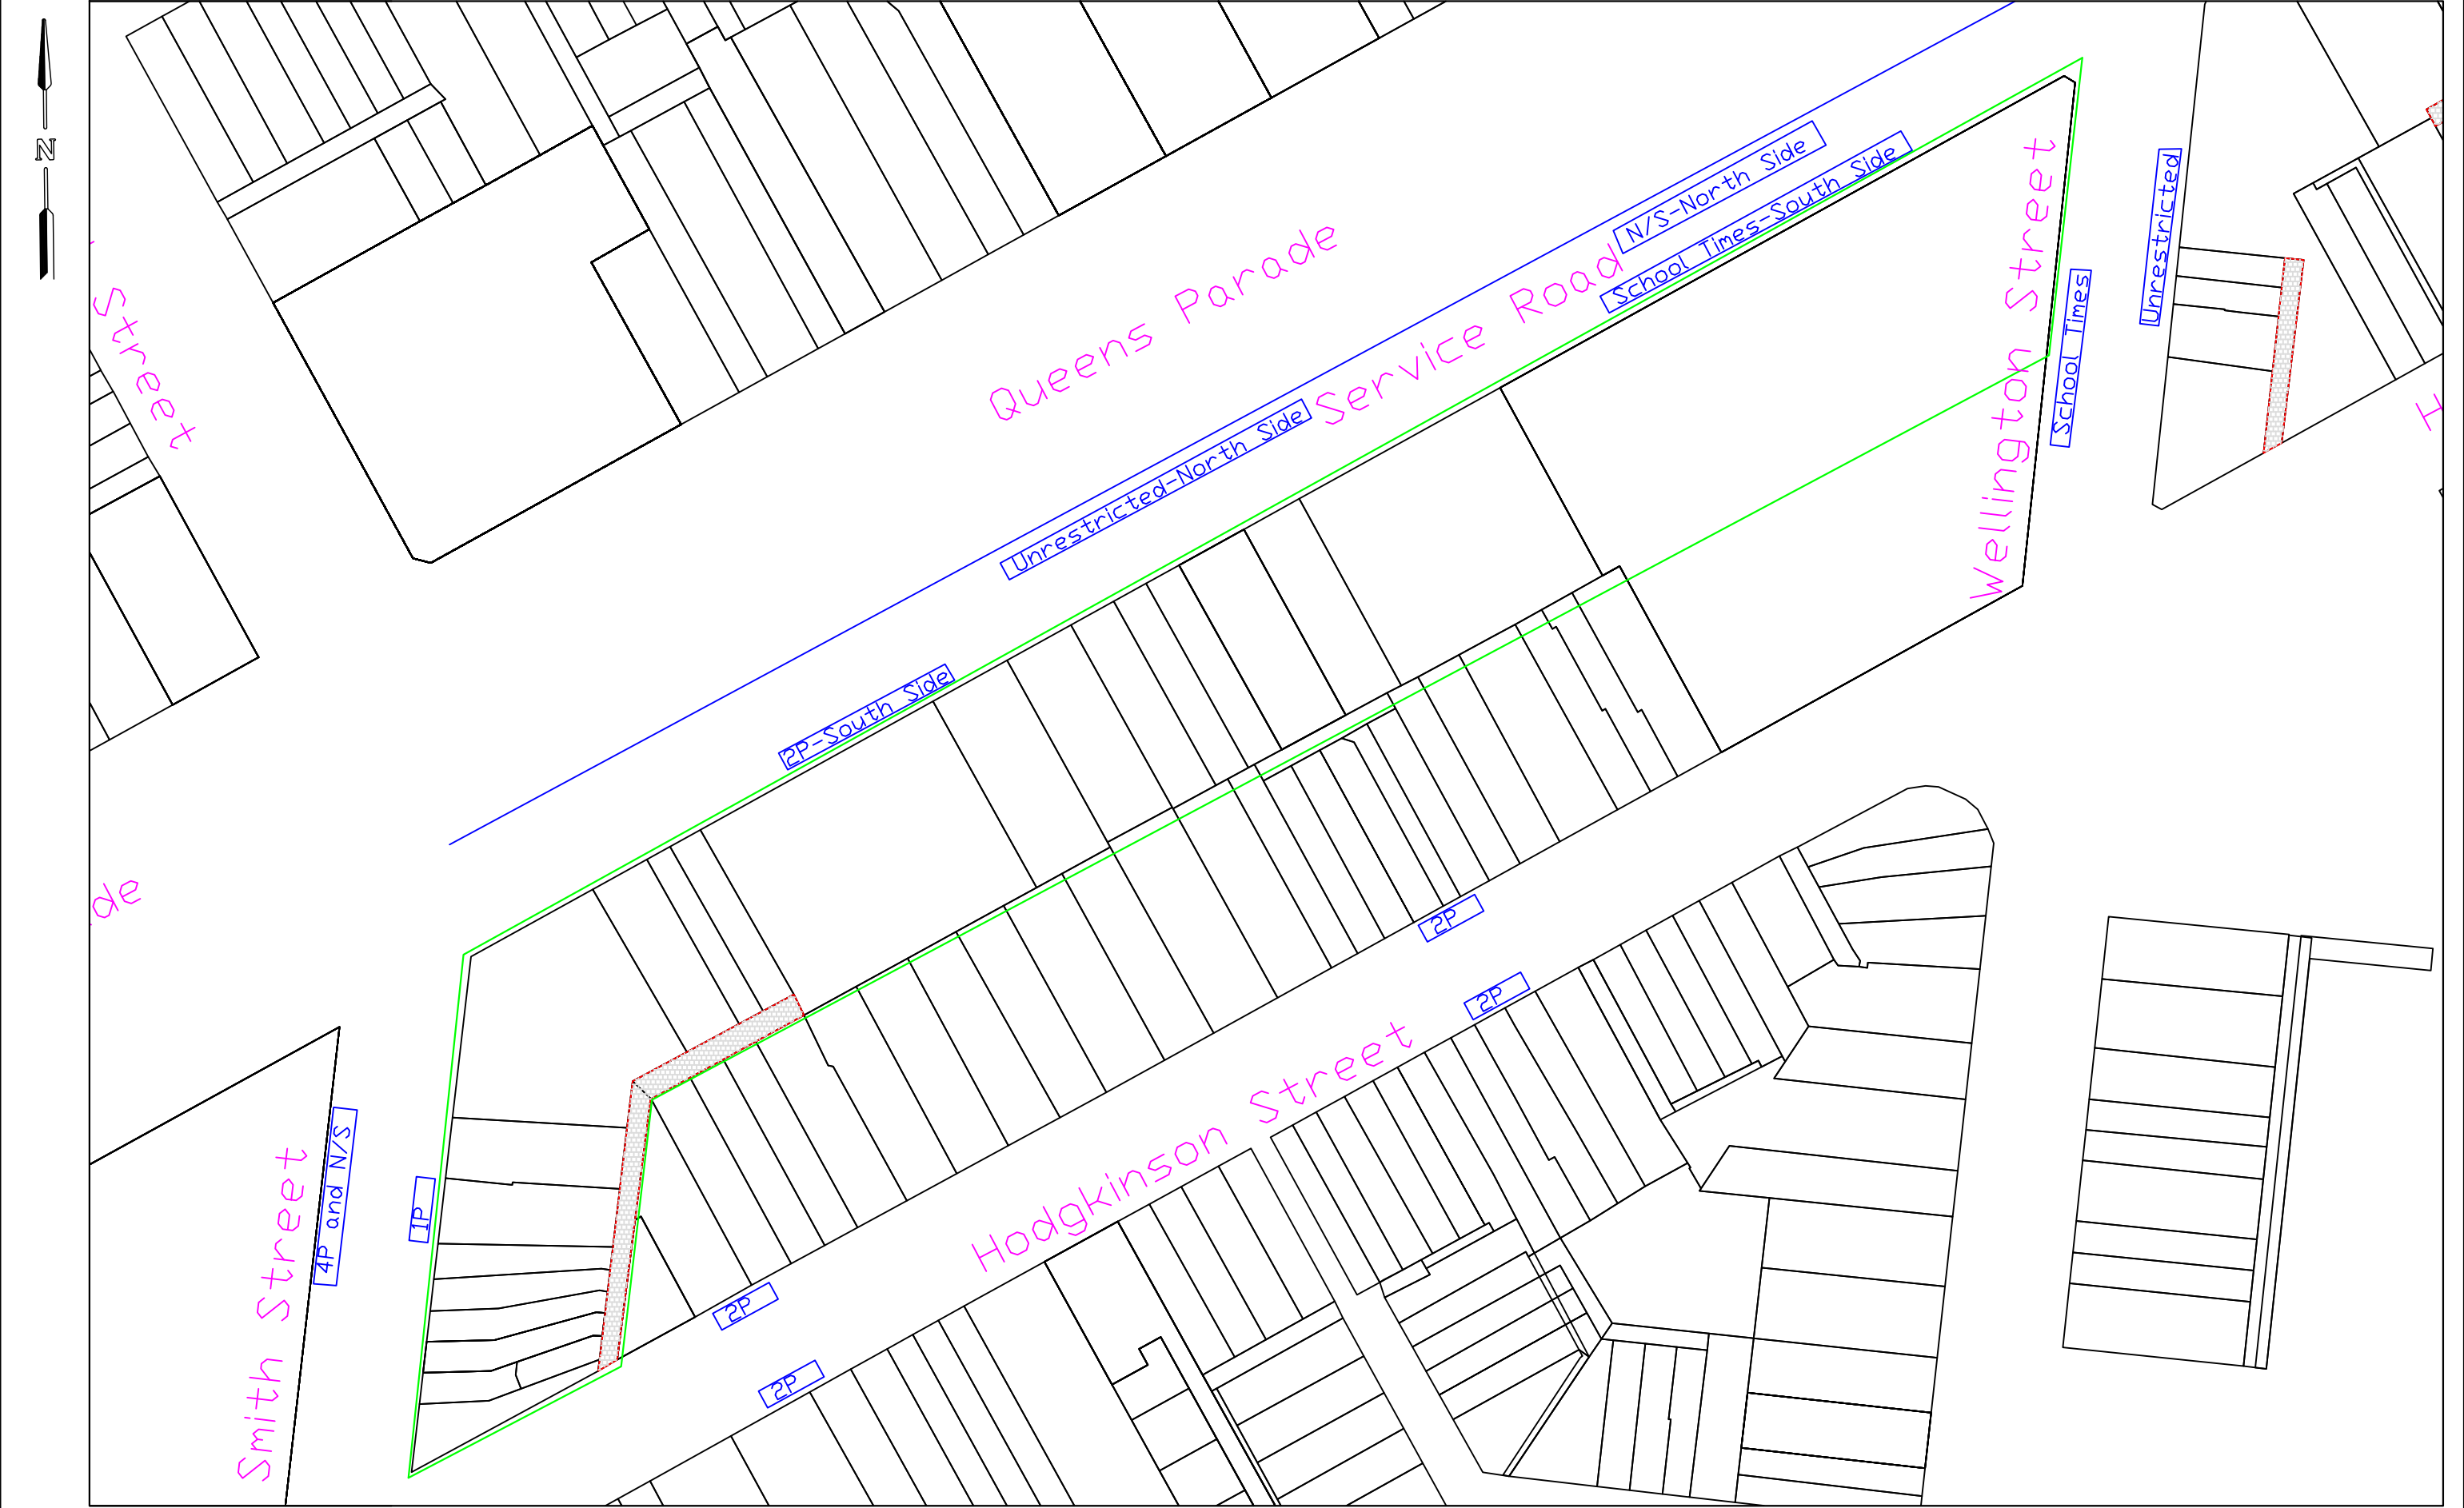 N
Street
Queens Parade
Service Road
N/S-North Side
School Times-South Side
Unrestricted
School Times
Wellington Street
Unrestricted-North Side
2P-South Side
de
2P
2P
Hodgkinson Street
4P and N/S
1P
Smith Street
2P
2P
H